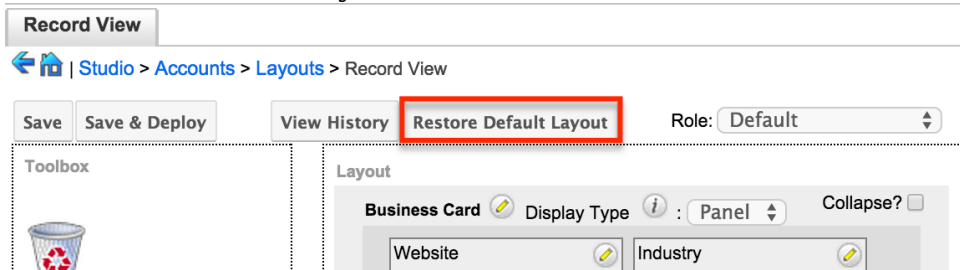 Record View
| Studio > Accounts > Layouts > Record View
Save Save & Deploy View History Restore Default Layout Role: Default
Toolbox
Layout
Business Card Display Type i : Panel Collapse?
Website Industry